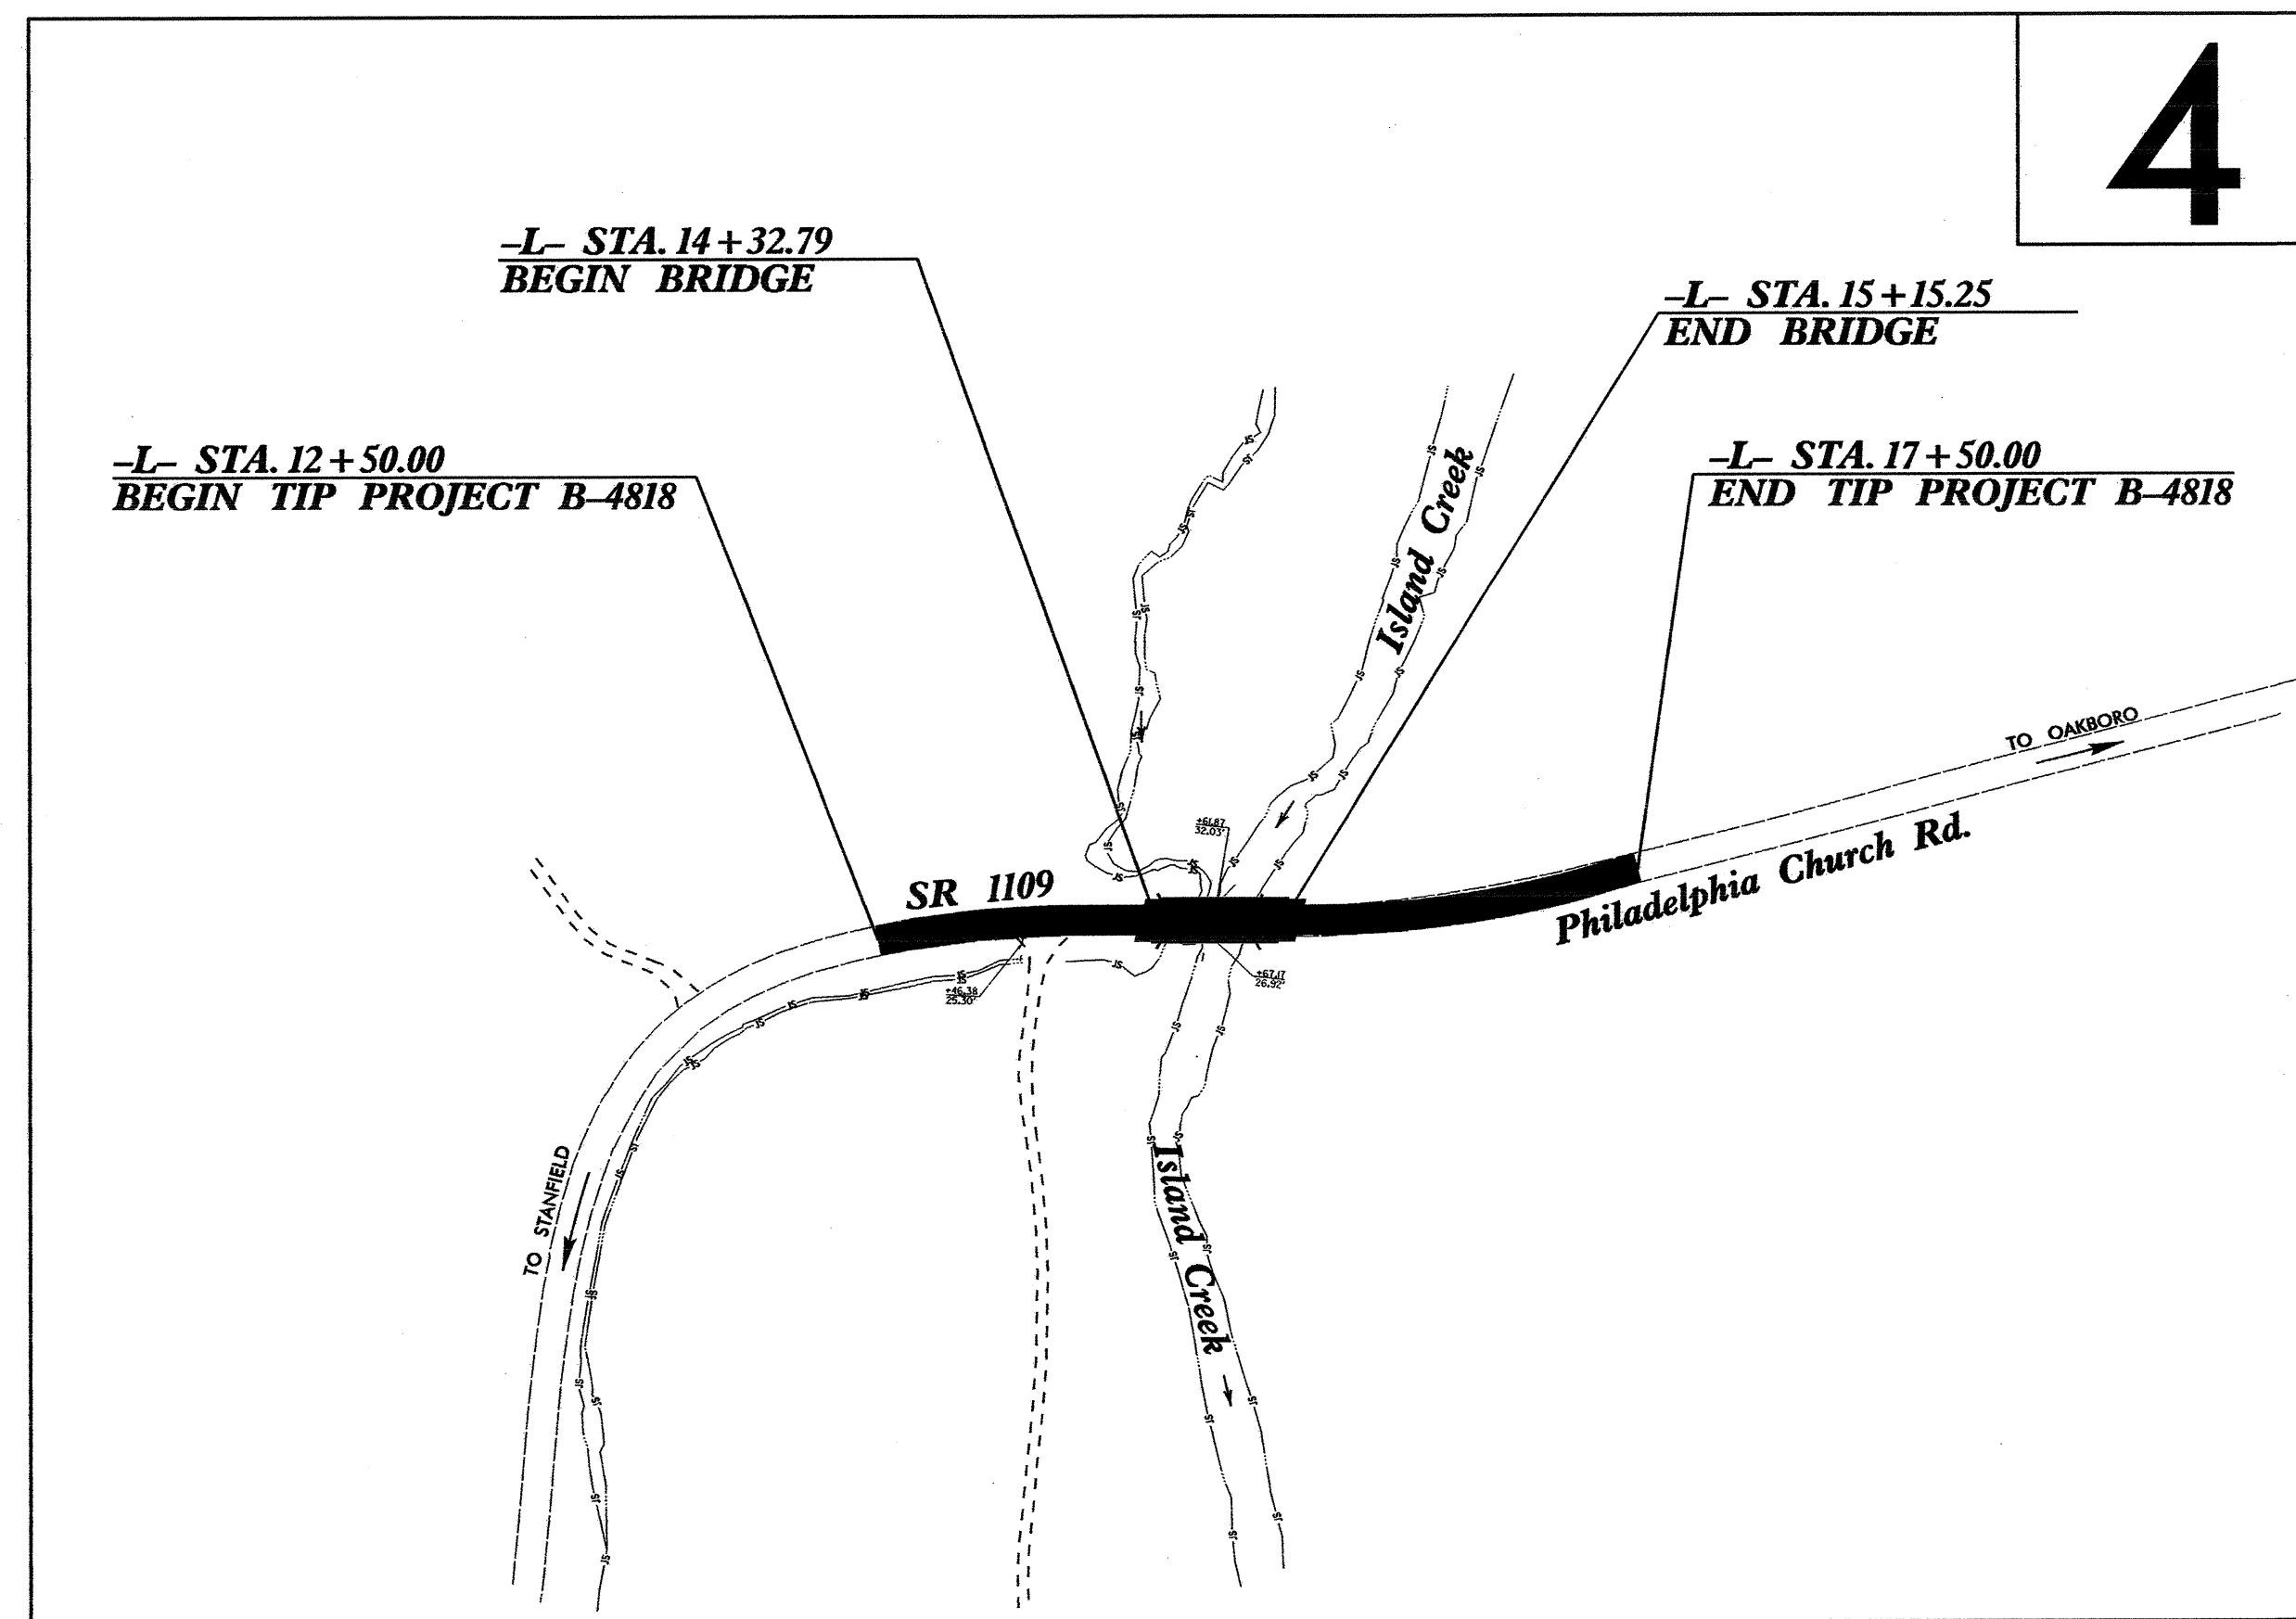 4
-L- STA. 14+32.79
BEGIN BRIDGE
-L- STA. 15+15.25
END BRIDGE
-L- STA. 12+50.00
BEGIN TIP PROJECT B-4818
-L- STA. 17+50.00
END TIP PROJECT B-4818
Island Creek
TO OAKBORO
+61.87
32.03'
SR 1109
Philadelphia Church Rd.
+46.38
25.30'
+67.17
26.92'
TO STANFIELD
Island Creek